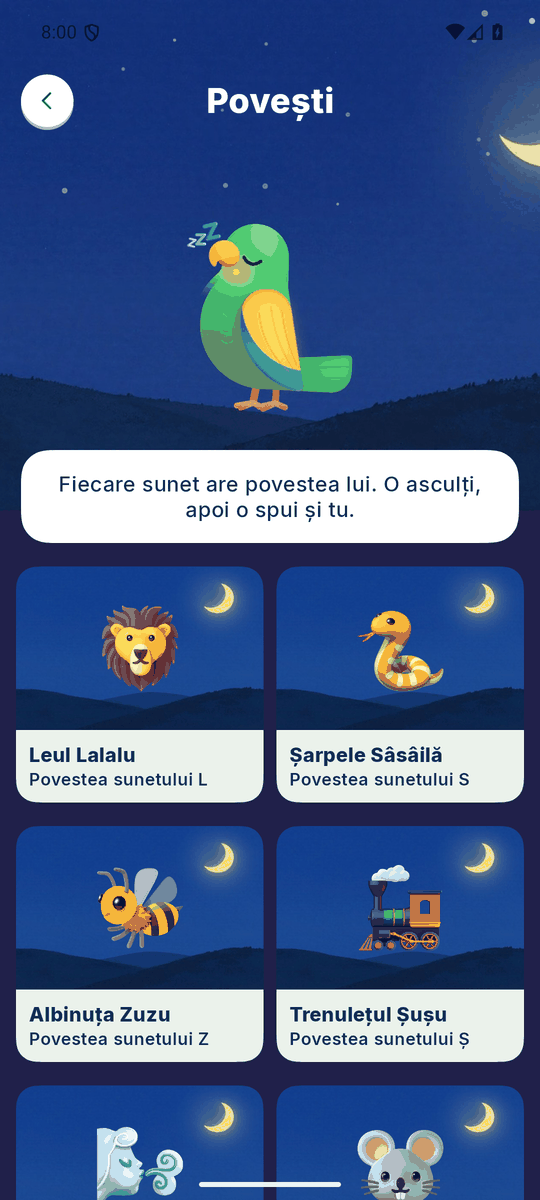 8:00
Povești
zzZ
Fiecare sunet are povestea lui. O asculți,
apoi o spui și tu.
Leul Lalalu
Povestea sunetului L
Șarpele Sâsâilă
Povestea sunetului S
Albinuța Zuzu
Povestea sunetului Z
Trenulețul Șușu
Povestea sunetului Ș